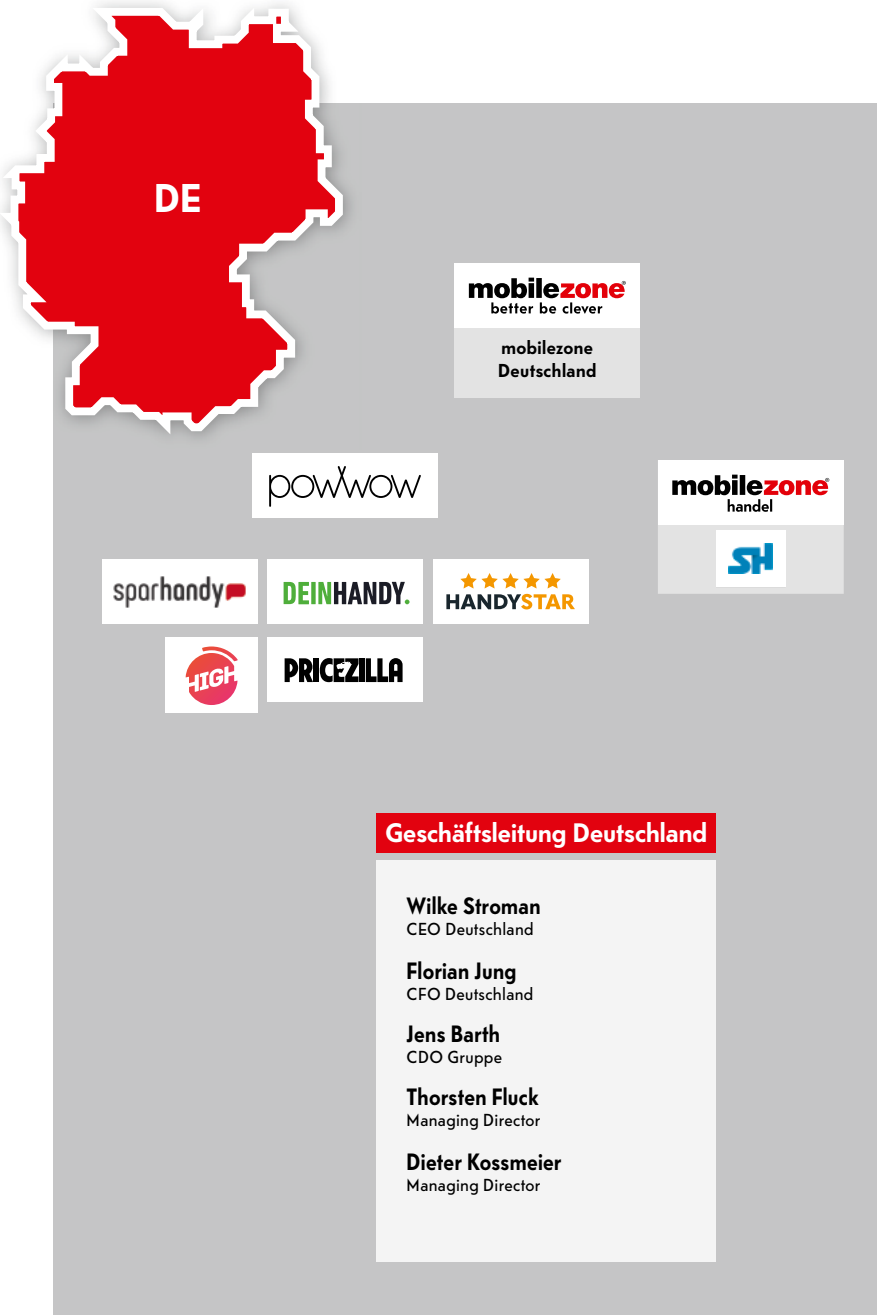 DE
mobilezone®
better be clever
mobilezone
Deutschland
powwow
mobilezone®
handel
SH
sparhandy
DEINHANDY.
HANDYSTAR
HIGH
PRICEZILLA
Geschäftsleitung Deutschland
Wilke Stroman
CEO Deutschland
Florian Jung
CFO Deutschland
Jens Barth
CDO Gruppe
Thorsten Fluck
Managing Director
Dieter Kossmeier
Managing Director